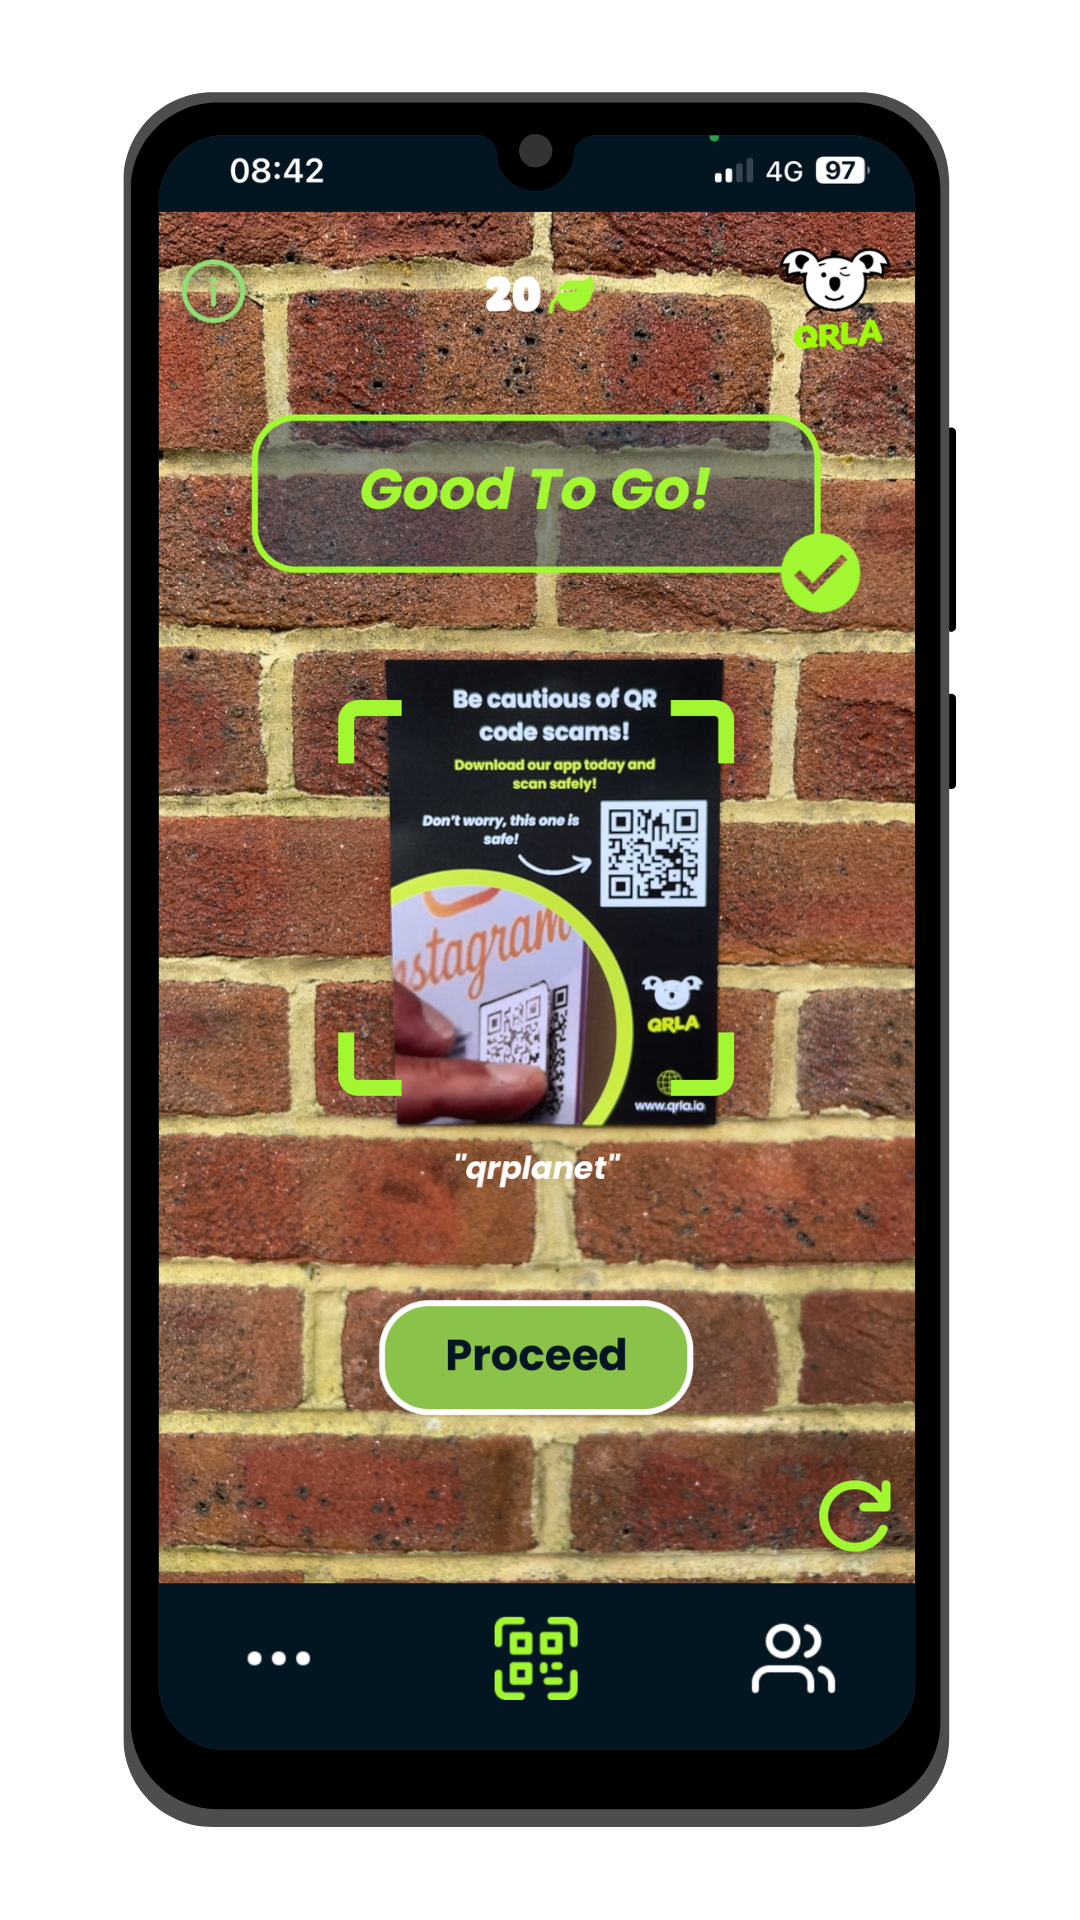 08:42
4G 97
20
QRLA
Good To Go!
Be cautious of QR
code scams!
Download our app today and
scan safely!
Don't worry, this one is
safe!
nstagram
QRLA
www.qrla.io
"qrplanet"
Proceed